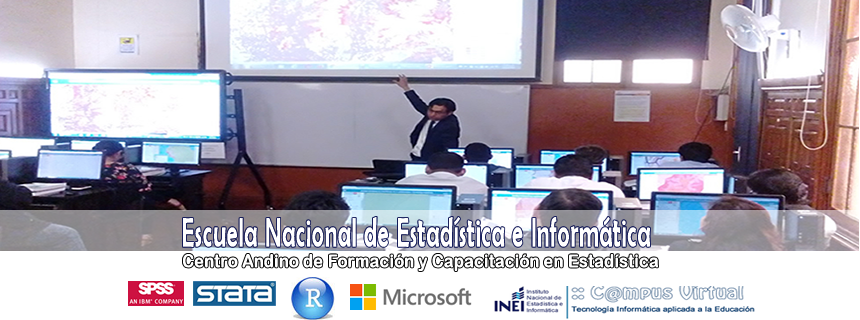 Escuela Nacional de Estadística e Informática
Centro Andino de Formación y Capacitación en Estadística
SPSS
AN IBM® COMPANY
STATA
R
Microsoft
INEI
Instituto
Nacional de
Estadística e
Informática
:: C@mpus Virtual
Tecnología Informática aplicada a la Educación